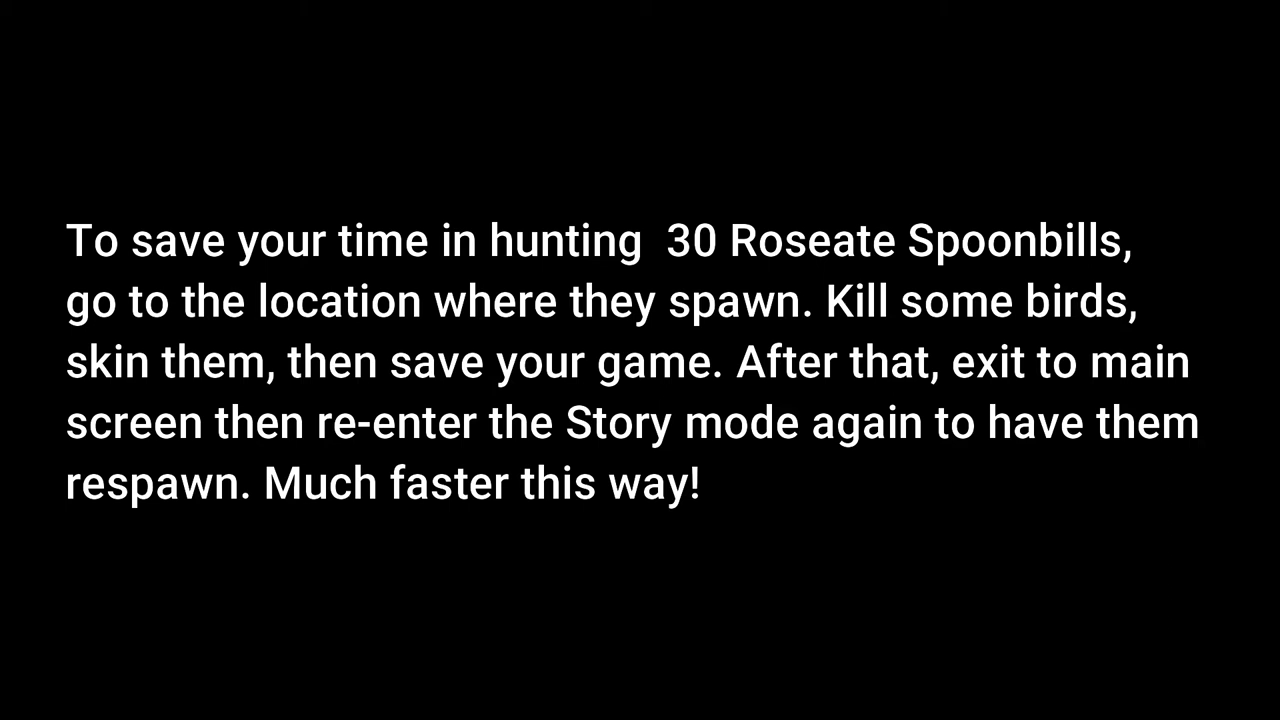 To save your time in hunting  30 Roseate Spoonbills,
go to the location where they spawn. Kill some birds,
skin them, then save your game. After that, exit to main
screen then re-enter the Story mode again to have them
respawn. Much faster this way!